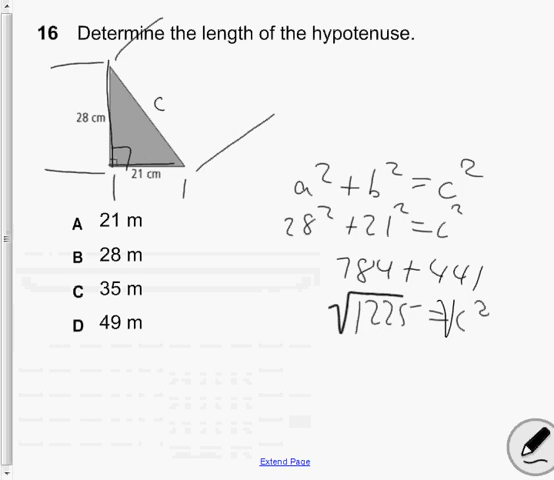 16 Determine the length of the hypotenuse.
28 cm
C
21 cm
A 21 m
B 28 m
C 35 m
D 49 m
a² + b² = c²
28² + 21² = c²
784 + 441
√1225 = √c²
Extend Page